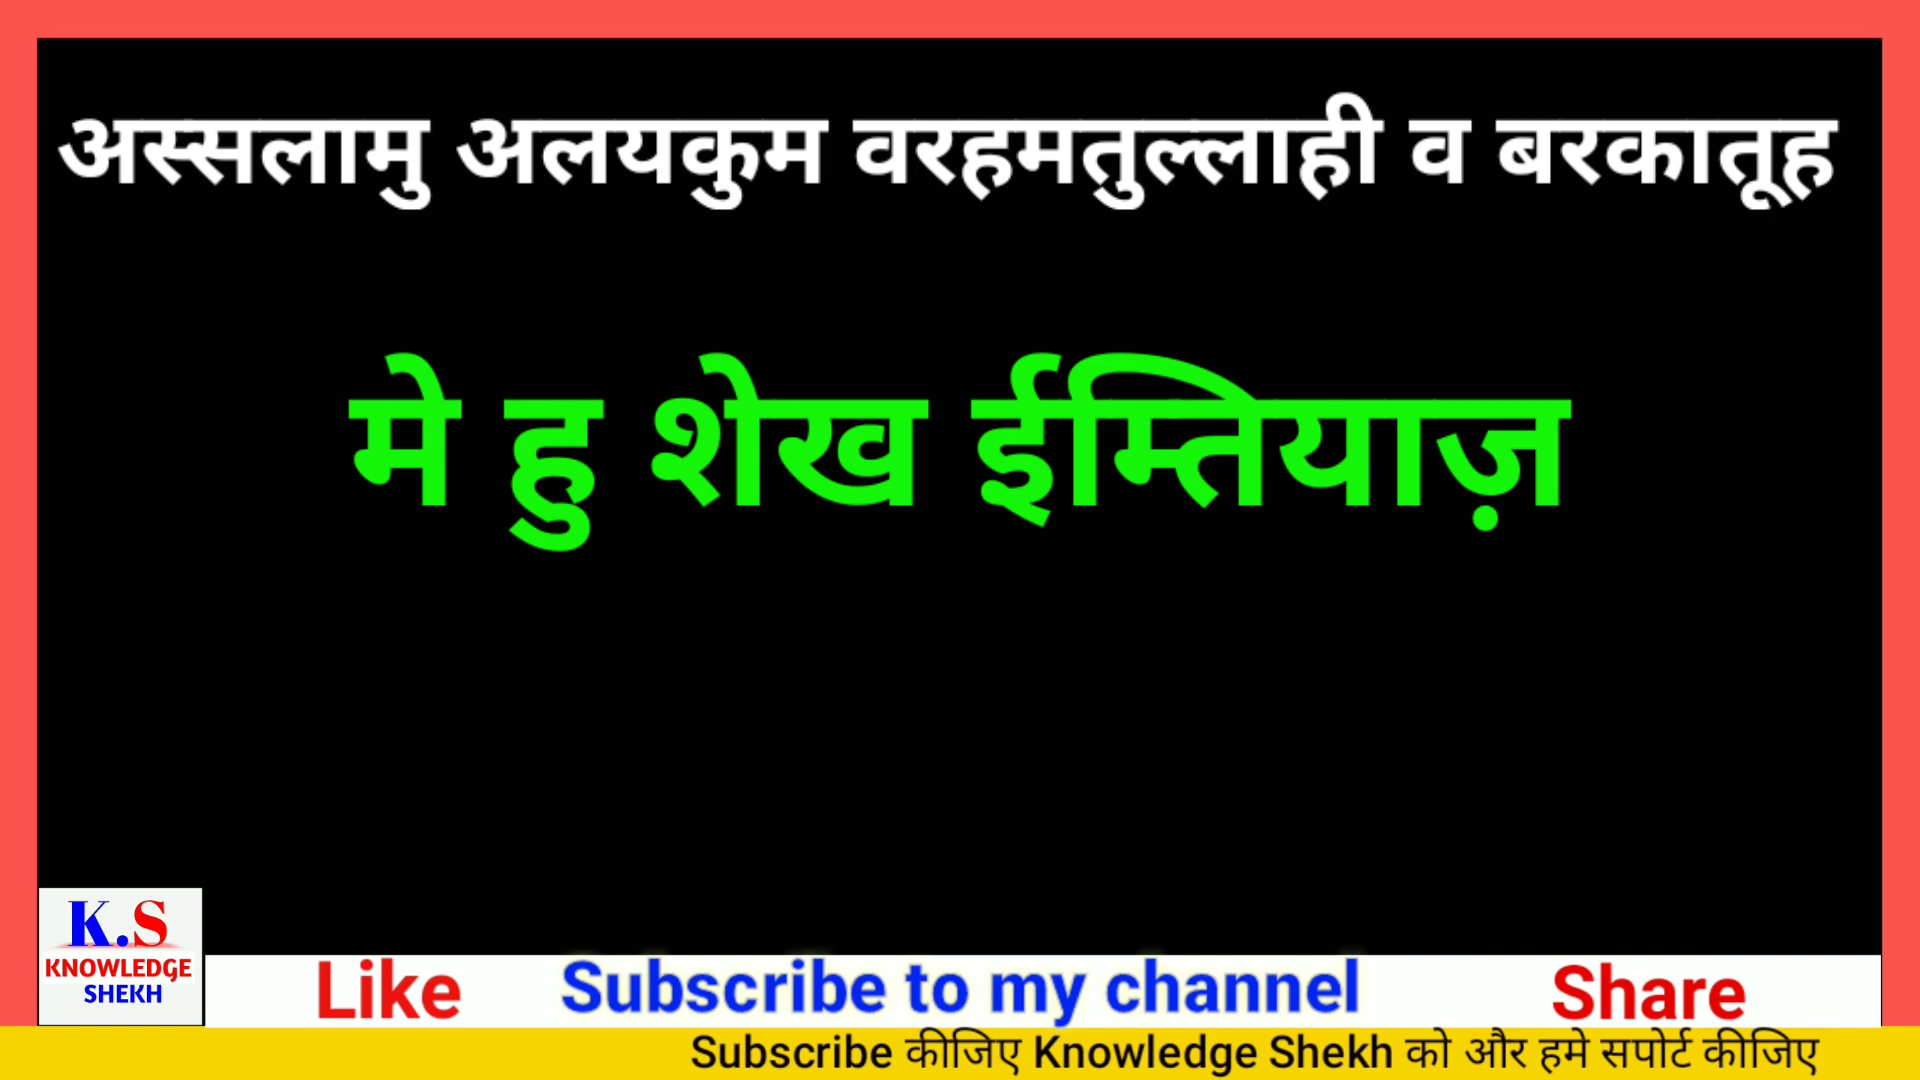 अस्सलामु अलयकुम वरहमतुल्लाही व बरकातूह
मे हु शेख ईम्तियाज़
K.S
KNOWLEDGE
SHEKH
Like Subscribe to my channel Share
Subscribe कीजिए Knowledge Shekh को और हमे सपोर्ट कीजिए